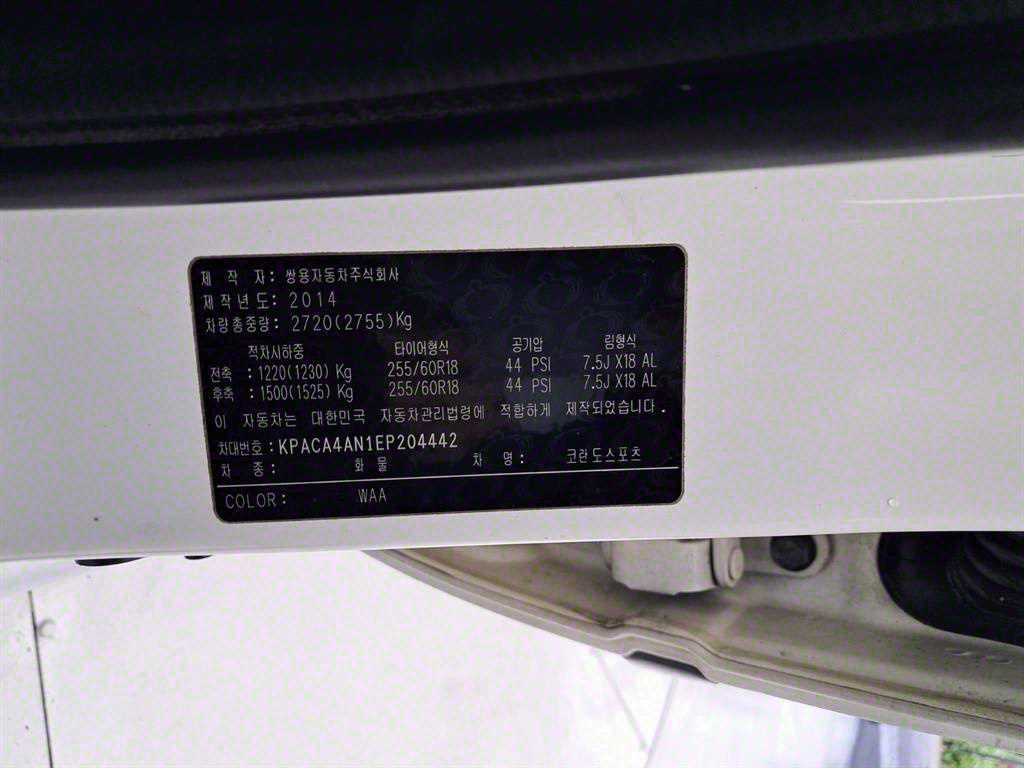 제 작 자: 쌍용자동차주식회사
제작년도: 2014
차량총중량: 2720(2755)Kg
적차시하중 타이어형식 공기압 림형식
전축 : 1220(1230) Kg 255/60R18 44 PSI 7.5J X18 AL
후축 : 1500(1525) Kg 255/60R18 44 PSI 7.5J X18 AL
이 자동차는 대한민국 자동차관리법령에 적합하게 제작되었습니다.
차대번호: KPACA4AN1EP204442
차 종: 화 물 차 명: 코란도스포츠
COLOR: WAA